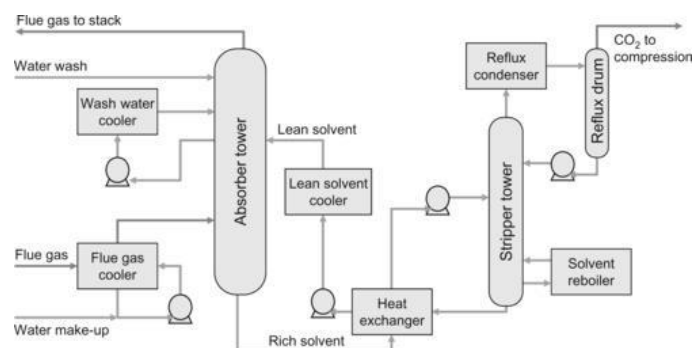 Flue gas to stack
Water wash
Wash water
cooler
Absorber tower
Lean solvent
Lean solvent
cooler
Flue gas
Flue gas
cooler
Water make-up
Rich solvent
Heat
exchanger
Reflux
condenser
Reflux drum
CO₂ to
compression
Stripper tower
Solvent
reboiler